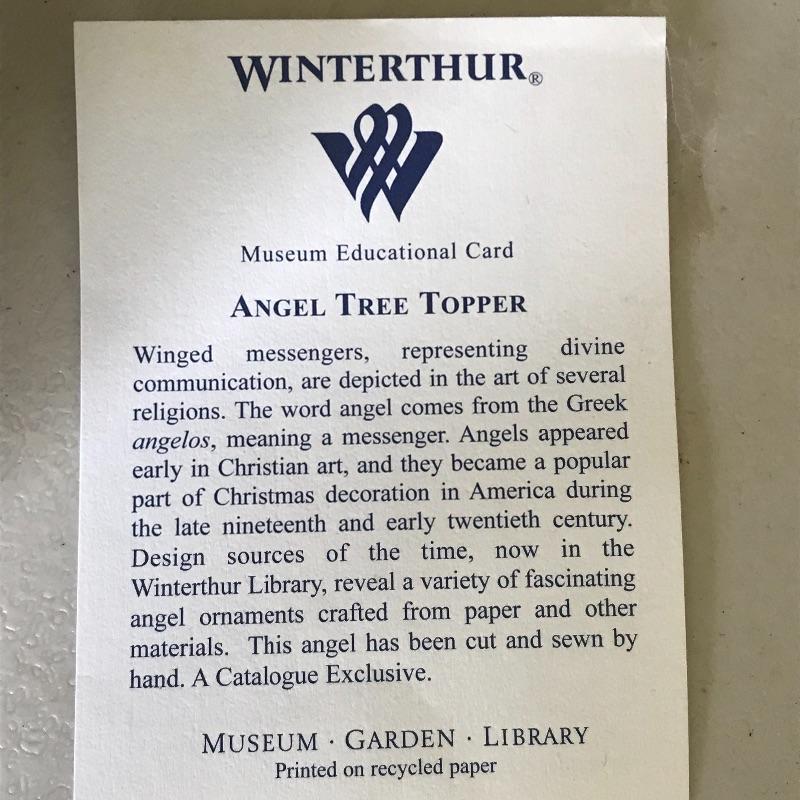 WINTERTHUR®
Museum Educational Card
ANGEL TREE TOPPER
Winged messengers, representing divine
communication, are depicted in the art of several
religions. The word angel comes from the Greek
angelos, meaning a messenger. Angels appeared
early in Christian art, and they became a popular
part of Christmas decoration in America during
the late nineteenth and early twentieth century.
Design sources of the time, now in the
Winterthur Library, reveal a variety of fascinating
angel ornaments crafted from paper and other
materials. This angel has been cut and sewn by
hand. A Catalogue Exclusive.
MUSEUM · GARDEN · LIBRARY
Printed on recycled paper